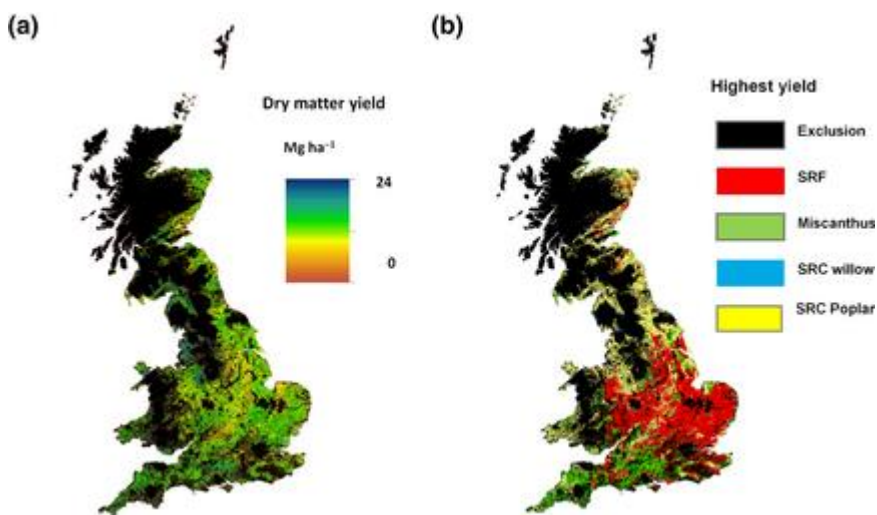 (a)
Dry matter yield
Mg ha⁻¹
24
0
(b)
Highest yield
Exclusion
SRF
Miscanthus
SRC willow
SRC Poplar